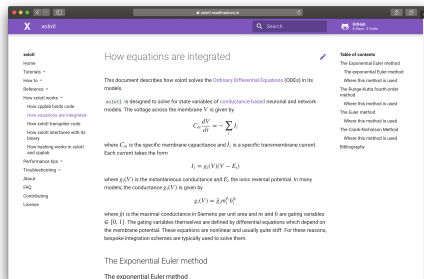 xolotl.readthedocs.io
X
xolotl
Search
GitHub
xolotl
Home
Tutorials
How to
Reference
How xolotl works
How cpplab binds code
How equations are integrated
How xolotl transpiles code
How xolotl interfaces with its
binary
How hashing works in xolotl
and cpplab
Performance tips
Troubleshooting
About
FAQ
Contributing
License
How equations are integrated
This document describes how xolotl solves the Ordinary Differential Equations (ODEs) in its
models.
xolotl is designed to solve for state variables of conductance-based neuronal and network
models. The voltage across the membrane V is given by
C_m dV/dt = − ∑_i I_i
where C_m is the specific membrane capacitance and I_i is a specific transmembrane current.
Each current takes the form
I_i = g_i(V)(V − E_i)
where g_i(V) is the instantaneous conductance and E_i the ionic reversal potential. In many
models, the conductance g_i(V) is given by
where ḡi is the maximal conductance in Siemens per unit area and m and h are gating variables
∈ [0, 1]. The gating variables themselves are defined by differential equations which depend on
the membrane potential. These equations are nonlinear and usually quite stiff. For these reasons,
bespoke integration schemes are typically used to solve them.
The Exponential Euler Method
The exponential Euler method
Table of contents
The Exponential Euler Method
The exponential Euler method
Where this method is used
The Runge-Kutta fourth-order
method
Where this method is used
The Euler method
Where this method is used
The Crank-Nicholson Method
Where this method is used
Bibliography